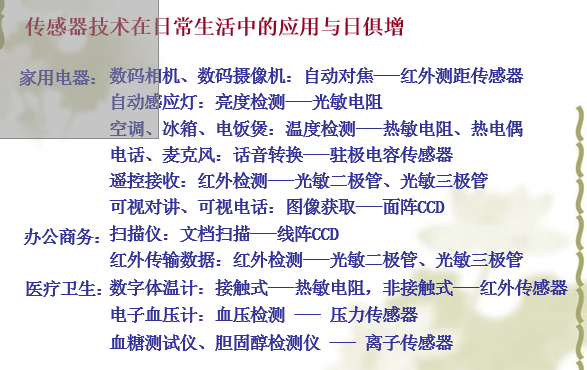 传感器技术在日常生活中的应用与日俱增
家用电器：数码相机、数码摄像机：自动对焊---红外测距传感器
自动感应灯：亮度检测---光敏电阻
空调、冰箱、电饭煲：温度检测---热敏电阻、热电偶
电话、麦克风：话音转换---驻极电容传感器
遥控接收：红外检测---光敏二极管、光敏三极管
可视对讲、可视电话：图像获取---面阵CCD
办公商务：扫描仪：文档扫描---线阵CCD
红外传输数据：红外检测---光敏二极管、光敏三极管
医疗卫生：数字体温计：接触式---热敏电阻，非接触式---红外传感器
电子血压计：血压检测 --- 压力传感器
血糖测试仪、胆固醇检测仪 --- 离子传感器